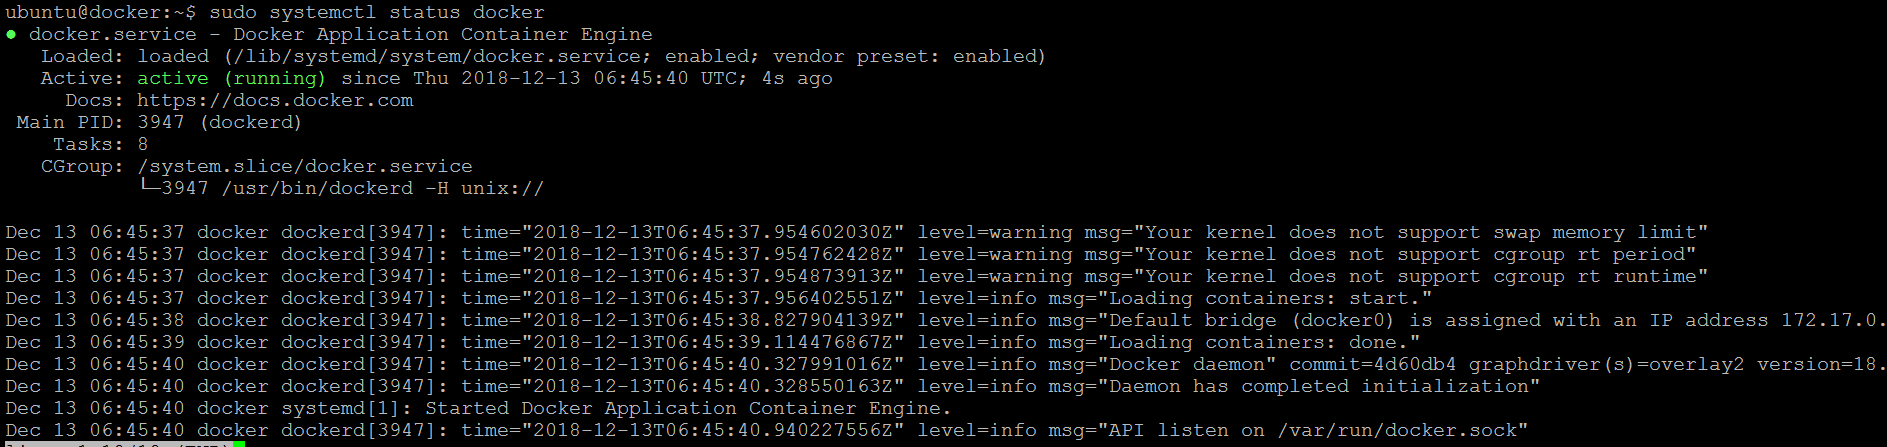 ubuntu@docker:~$ sudo systemctl status docker
● docker.service - Docker Application Container Engine
   Loaded: loaded (/lib/systemd/system/docker.service; enabled; vendor preset: enabled)
   Active: active (running) since Thu 2018-12-13 06:45:40 UTC; 4s ago
     Docs: https://docs.docker.com
 Main PID: 3947 (dockerd)
    Tasks: 8
   CGroup: /system.slice/docker.service
           └─3947 /usr/bin/dockerd -H unix://
Dec 13 06:45:37 docker dockerd[3947]: time="2018-12-13T06:45:37.954602030Z" level=warning msg="Your kernel does not support swap memory limit"
Dec 13 06:45:37 docker dockerd[3947]: time="2018-12-13T06:45:37.954762428Z" level=warning msg="Your kernel does not support cgroup rt period"
Dec 13 06:45:37 docker dockerd[3947]: time="2018-12-13T06:45:37.954873913Z" level=warning msg="Your kernel does not support cgroup rt runtime"
Dec 13 06:45:37 docker dockerd[3947]: time="2018-12-13T06:45:37.956402551Z" level=info msg="Loading containers: start."
Dec 13 06:45:38 docker dockerd[3947]: time="2018-12-13T06:45:38.827904139Z" level=info msg="Default bridge (docker0) is assigned with an IP address 172.17.0.
Dec 13 06:45:39 docker dockerd[3947]: time="2018-12-13T06:45:39.114476867Z" level=info msg="Loading containers: done."
Dec 13 06:45:40 docker dockerd[3947]: time="2018-12-13T06:45:40.327991016Z" level=info msg="Docker daemon" commit=4d60db4 graphdriver(s)=overlay2 version=18.
Dec 13 06:45:40 docker dockerd[3947]: time="2018-12-13T06:45:40.328550163Z" level=info msg="Daemon has completed initialization"
Dec 13 06:45:40 docker systemd[1]: Started Docker Application Container Engine.
Dec 13 06:45:40 docker dockerd[3947]: time="2018-12-13T06:45:40.940227556Z" level=info msg="API listen on /var/run/docker.sock"